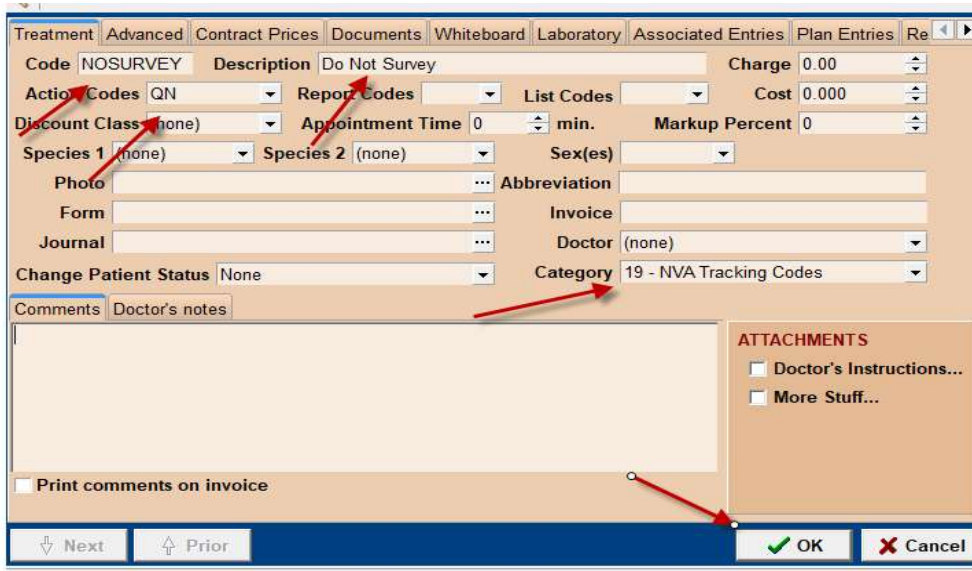 Treatment Advanced Contract Prices Documents Whiteboard Laboratory Associated Entries Plan Entries Re
Code NOSURVEY Description Do Not Survey Charge 0.00
Action Codes QN Report Codes List Codes Cost 0.000
Discount Class (none) Appointment Time 0 min. Markup Percent 0
Species 1 (none) Species 2 (none) Sex(es)
Photo ... Abbreviation
Form ... Invoice
Journal ... Doctor (none)
Change Patient Status None Category 19 - NVA Tracking Codes
Comments Doctor's notes
ATTACHMENTS
Doctor's Instructions...
More Stuff...
Print comments on invoice
Next Prior OK Cancel